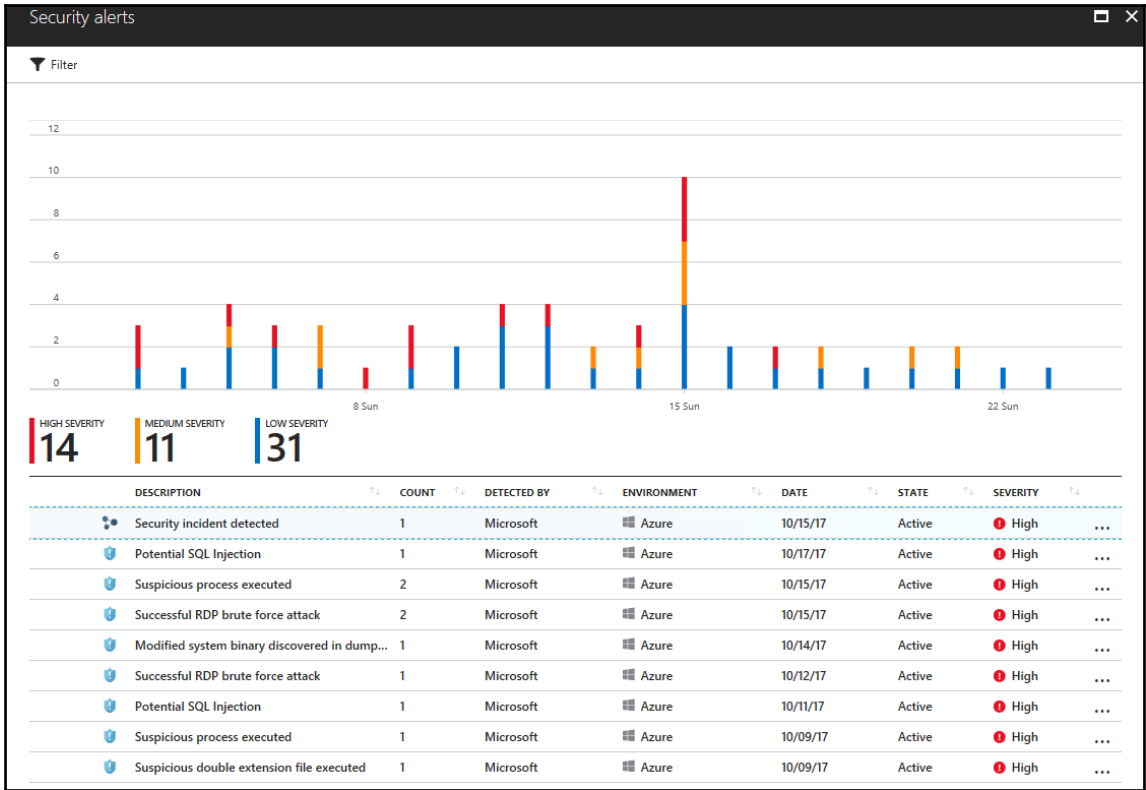 Security alerts
Filter
12
10
8
6
4
2
0
8 Sun 15 Sun 22 Sun
HIGH SEVERITY MEDIUM SEVERITY LOW SEVERITY
14 11 31
DESCRIPTION COUNT DETECTED BY ENVIRONMENT DATE STATE SEVERITY
Security incident detected 1 Microsoft Azure 10/15/17 Active High ...
Potential SQL Injection 1 Microsoft Azure 10/17/17 Active High ...
Suspicious process executed 2 Microsoft Azure 10/15/17 Active High ...
Successful RDP brute force attack 2 Microsoft Azure 10/15/17 Active High ...
Modified system binary discovered in dump... 1 Microsoft Azure 10/14/17 Active High ...
Successful RDP brute force attack 1 Microsoft Azure 10/12/17 Active High ...
Potential SQL Injection 1 Microsoft Azure 10/11/17 Active High ...
Suspicious process executed 1 Microsoft Azure 10/09/17 Active High ...
Suspicious double extension file executed 1 Microsoft Azure 10/09/17 Active High ...